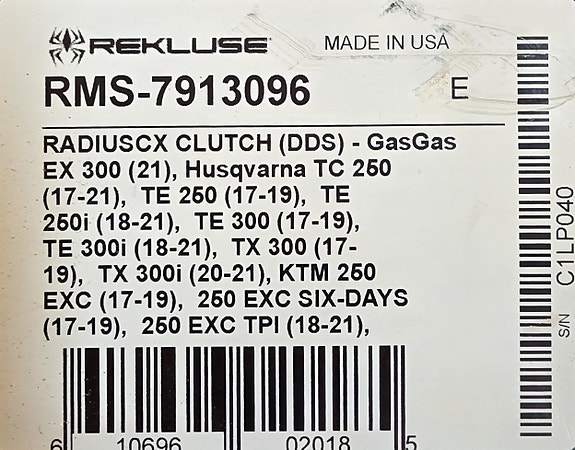 REKLUSE MADE IN USA
RMS-7913096 E
RADIUSCX CLUTCH (DDS) - GasGas
EX 300 (21), Husqvarna TC 250
(17-21), TE 250 (17-19), TE
250i (18-21), TE 300 (17-19),
TE 300i (18-21), TX 300 (17-
19), TX 300i (20-21), KTM 250
EXC (17-19), 250 EXC SIX-DAYS
(17-19), 250 EXC TPI (18-21),
6 10696 02018 5
S/N C1LP040